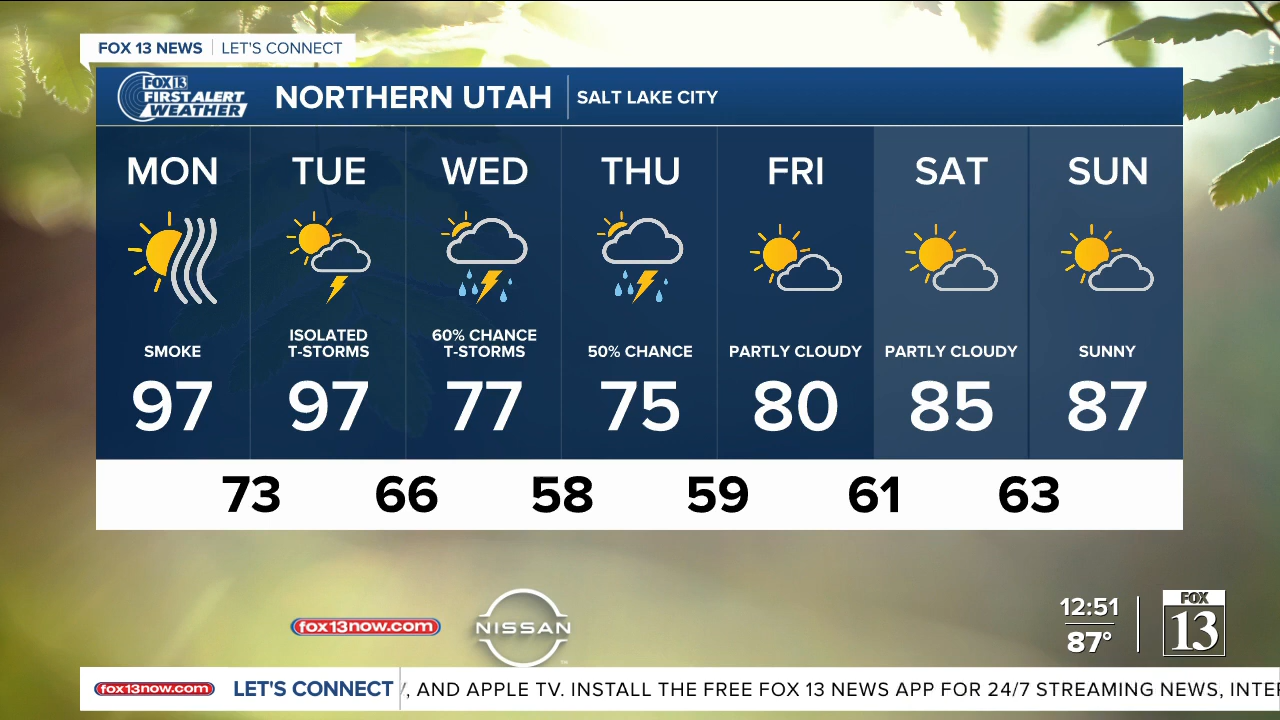 FOX 13 NEWS | LET'S CONNECT
FOX 13
FIRST ALERT
WEATHER
NORTHERN UTAH | SALT LAKE CITY
MON TUE WED THU FRI SAT SUN
SMOKE
ISOLATED
T-STORMS
60% CHANCE
T-STORMS
50% CHANCE
PARTLY CLOUDY
PARTLY CLOUDY
SUNNY
97 97 77 75 80 85 87
73 66 58 59 61 63
fox13now.com
NISSAN
12:51
87°
FOX
13
fox13now.com
LET'S CONNECT
, AND APPLE TV. INSTALL THE FREE FOX 13 NEWS APP FOR 24/7 STREAMING NEWS,